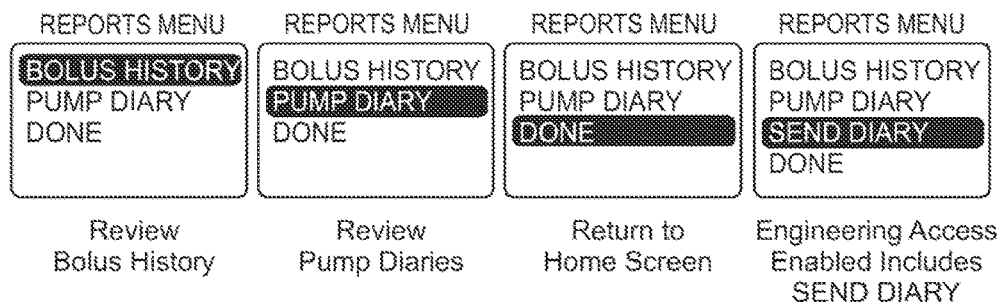 REPORTS MENU
BOLUS HISTORY
PUMP DIARY
DONE
Review
Bolus History
REPORTS MENU
BOLUS HISTORY
PUMP DIARY
DONE
Review
Pump Diaries
REPORTS MENU
BOLUS HISTORY
PUMP DIARY
DONE
Return to
Home Screen
REPORTS MENU
BOLUS HISTORY
PUMP DIARY
SEND DIARY
DONE
Engineering Access
Enabled Includes
SEND DIARY